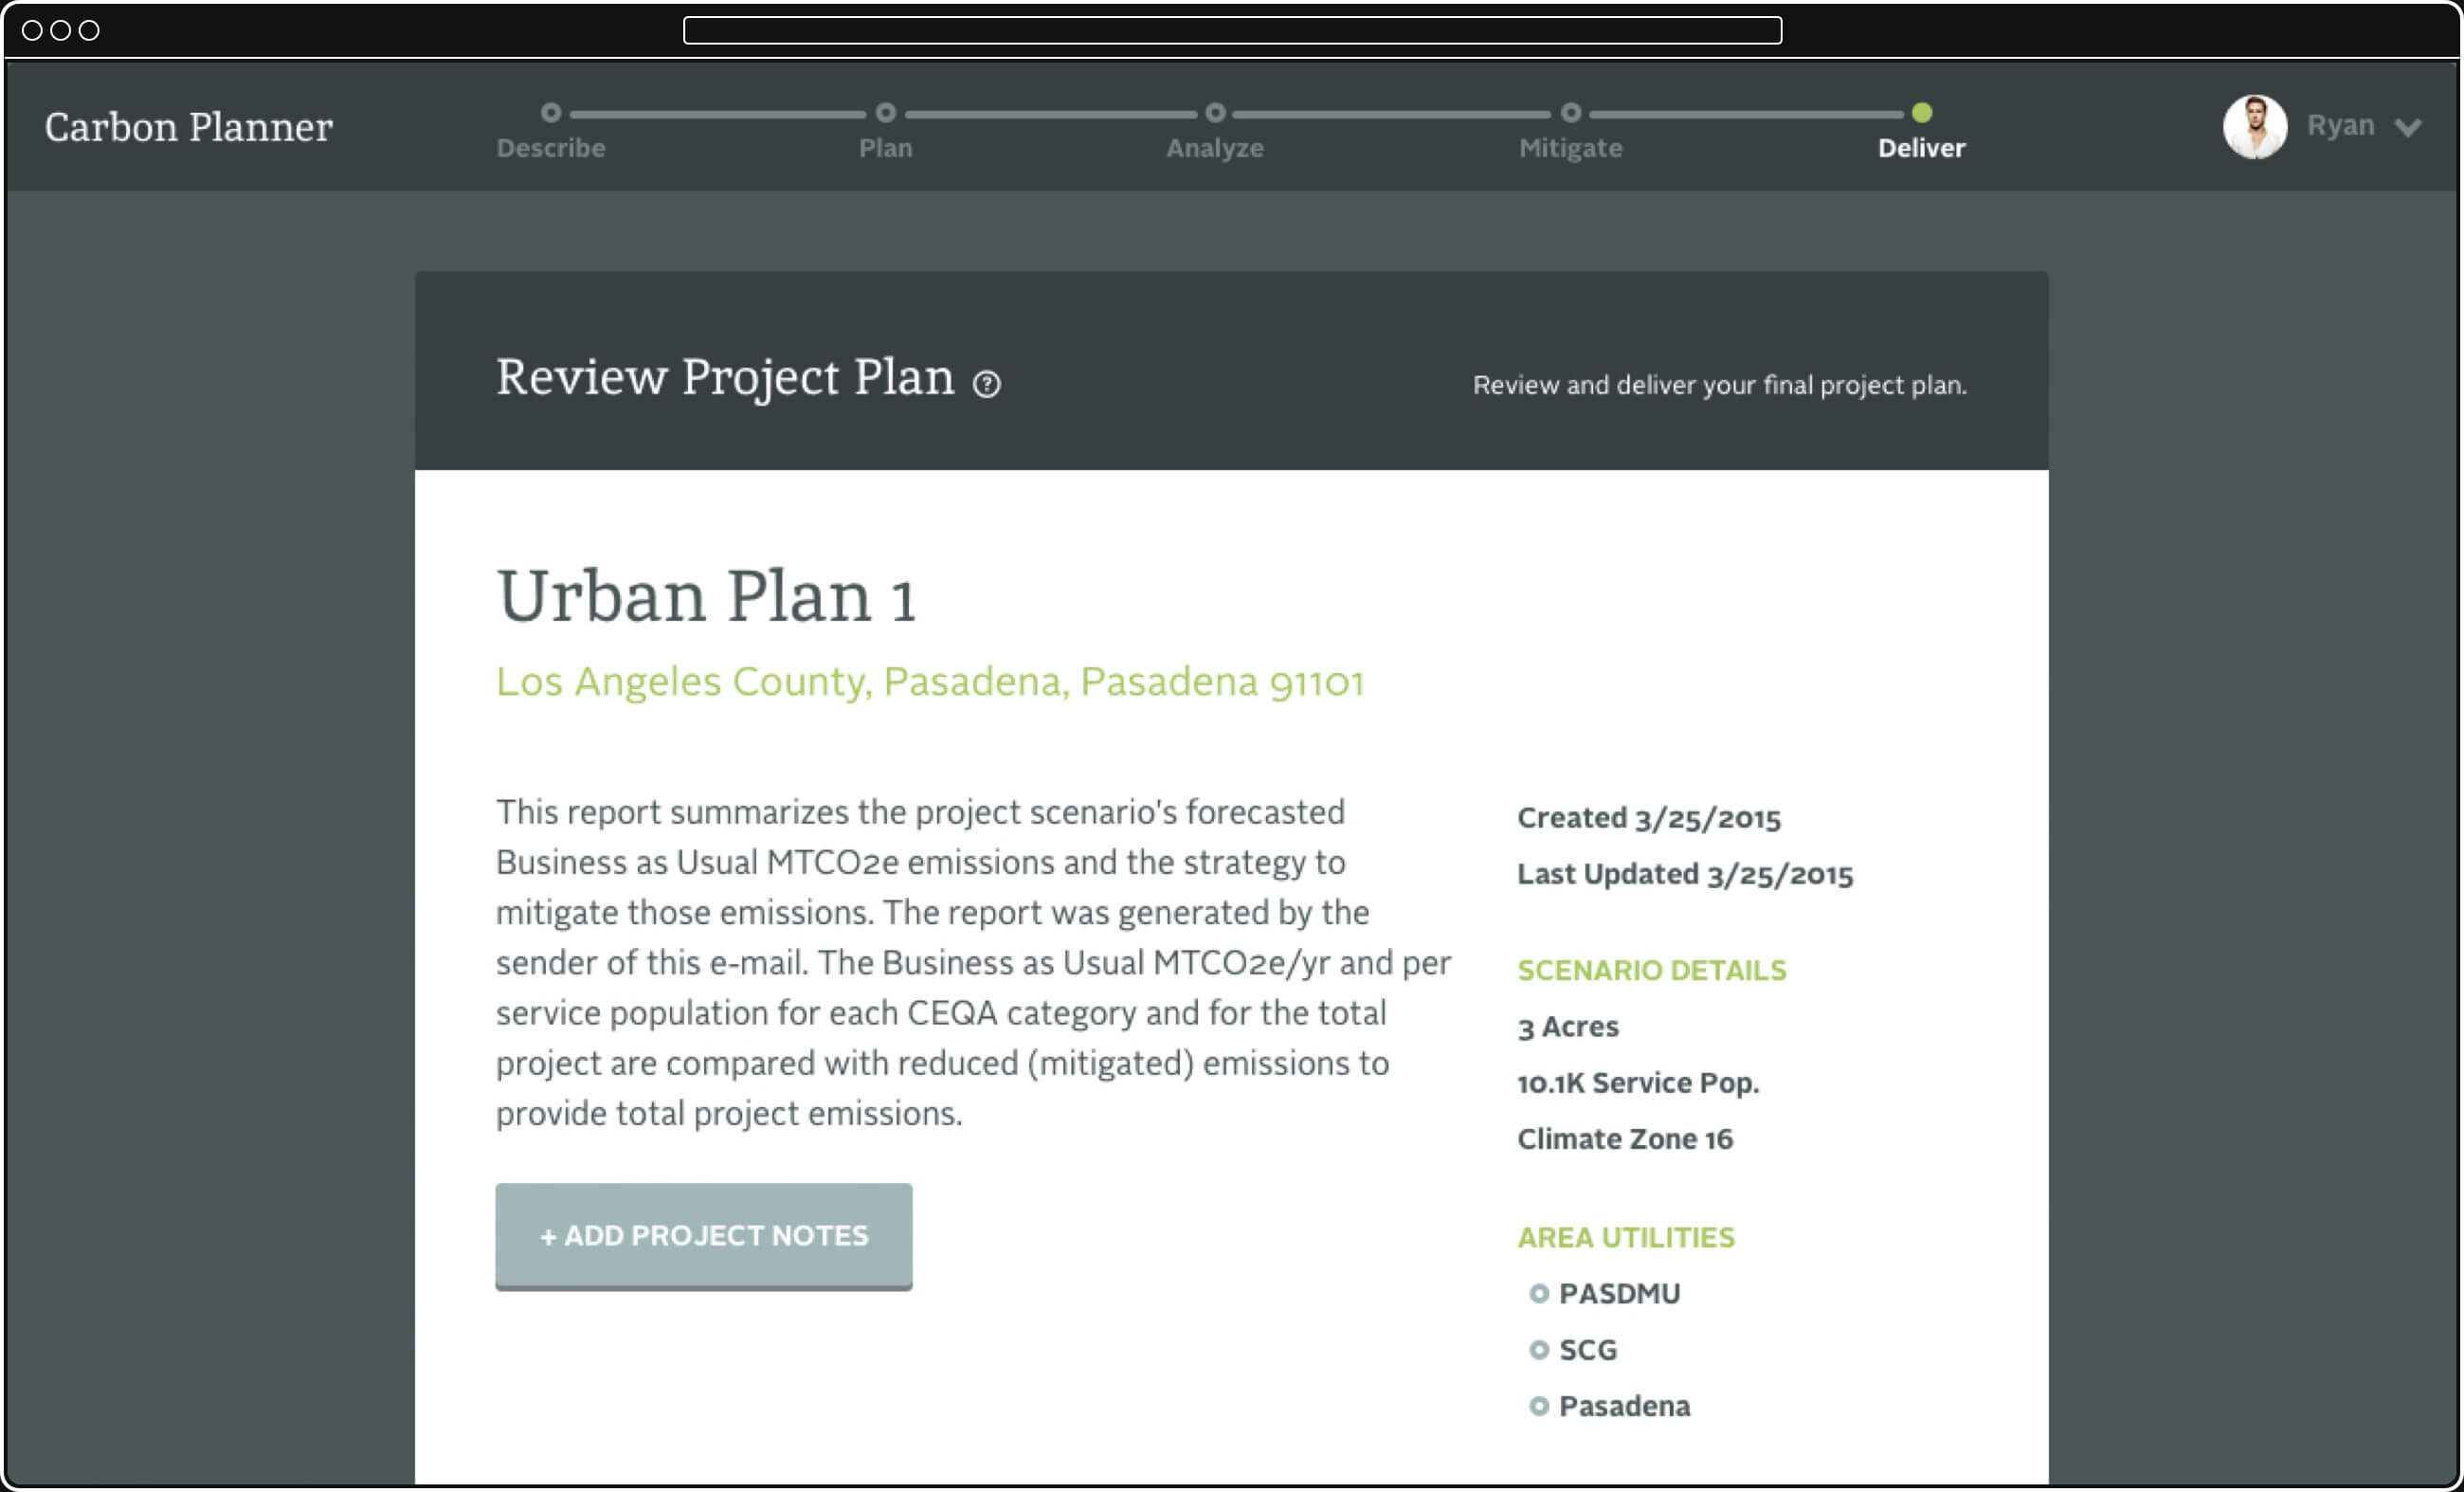 Carbon Planner
Describe
Plan
Analyze
Mitigate
Deliver
Ryan
Review Project Plan ?
Review and deliver your final project plan.
Urban Plan 1
Los Angeles County, Pasadena, Pasadena 91101
This report summarizes the project scenario's forecasted
Business as Usual MTCO2e emissions and the strategy to
mitigate those emissions. The report was generated by the
sender of this e-mail. The Business as Usual MTCO2e/yr and per
service population for each CEQA category and for the total
project are compared with reduced (mitigated) emissions to
provide total project emissions.
+ ADD PROJECT NOTES
Created 3/25/2015
Last Updated 3/25/2015
SCENARIO DETAILS
3 Acres
10.1K Service Pop.
Climate Zone 16
AREA UTILITIES
PASDMU
SCG
Pasadena